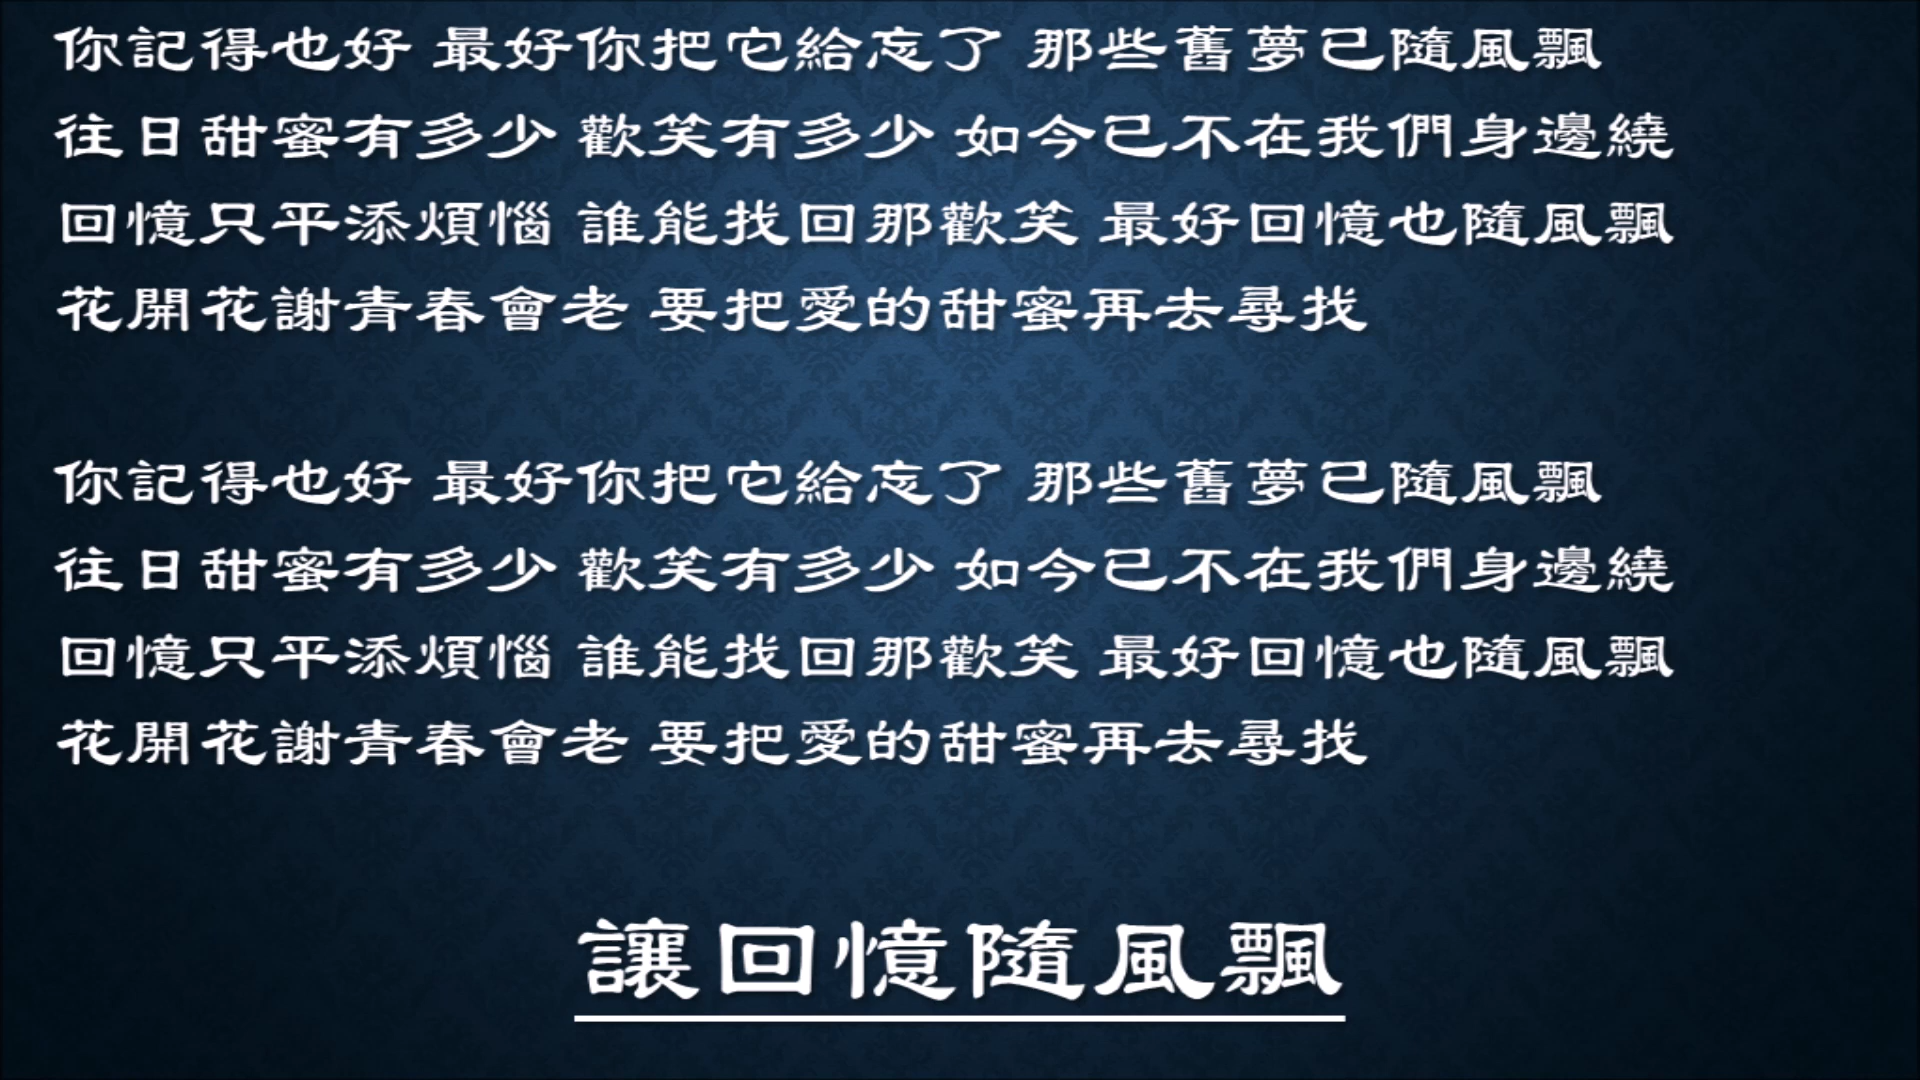 你記得也好 最好你把它給忘了 那些舊夢已隨風飄
往日甜蜜有多少 歡笑有多少 如今已不在我們身邊繞
回憶只平添煩惱 誰能找回那歡笑 最好回憶也隨風飄
花開花謝青春會老 要把愛的甜蜜再去尋找
你記得也好 最好你把它給忘了 那些舊夢已隨風飄
往日甜蜜有多少 歡笑有多少 如今已不在我們身邊繞
回憶只平添煩惱 誰能找回那歡笑 最好回憶也隨風飄
花開花謝青春會老 要把愛的甜蜜再去尋找
讓回憶隨風飄